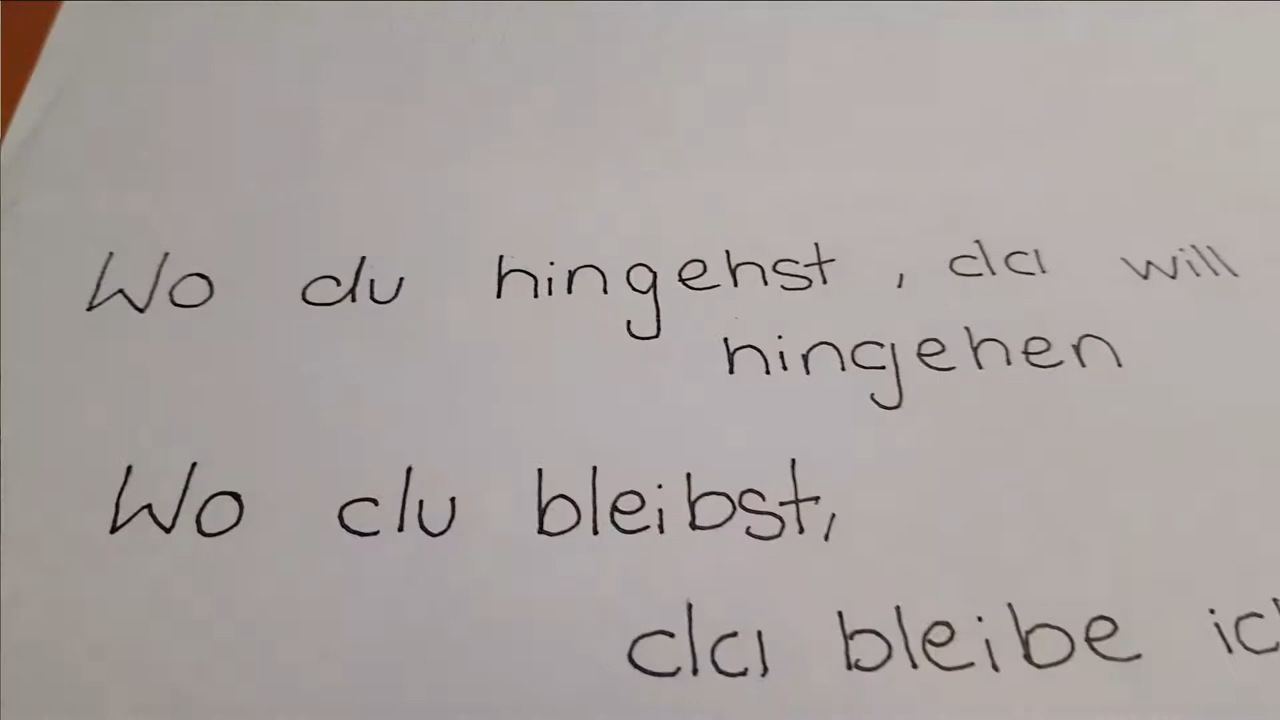 Wo du hingehst, da will
hingehen
Wo du bleibst,
da bleibe